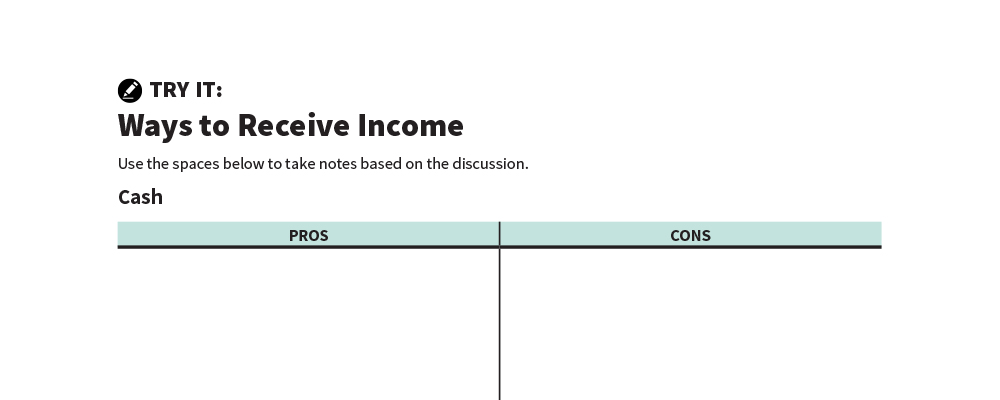 TRY IT:
Ways to Receive Income
Use the spaces below to take notes based on the discussion.
Cash
PROS
CONS